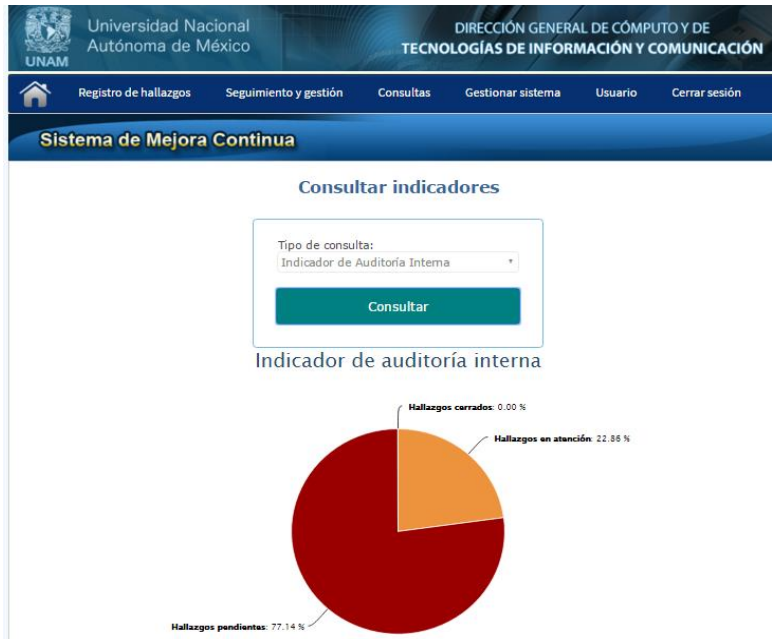 Universidad Nacional
Autónoma de México
UNAM
DIRECCIÓN GENERAL DE CÓMPUTO Y DE
TECNOLOGÍAS DE INFORMACIÓN Y COMUNICACIÓN
Registro de hallazgos Seguimiento y gestión Consultas Gestionar sistema Usuario Cerrar sesión
Sistema de Mejora Continua
Consultar indicadores
Tipo de consulta:
Indicador de Auditoría Interna
Consultar
Indicador de auditoría interna
Hallazgos cerrados: 0.00 %
Hallazgos en atención: 22.86 %
Hallazgos pendientes: 77.14 %